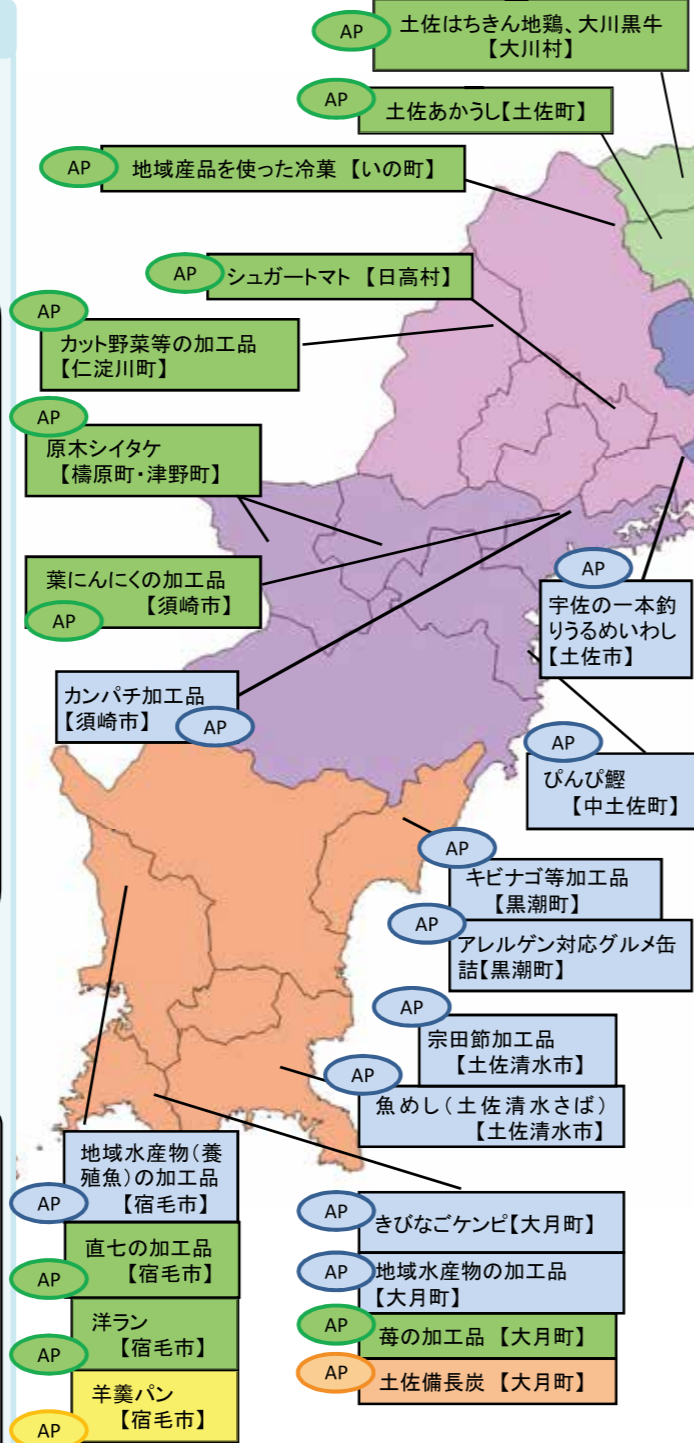 AP
土佐はちきん地鶏、大川黒牛
【大川村】
AP
土佐あかうし【土佐町】
AP
地域産品を使った冷菓 【いの町】
AP
シュガートマト 【日高村】
AP
カット野菜等の加工品
【仁淀川町】
AP
原木シイタケ
【檮原町・津野町】
葉にんにくの加工品
【須崎市】
AP
AP
宇佐の一本釣
りうるめいわし
【土佐市】
カンパチ加工品
【須崎市】
AP
AP
ぴんぴ鰹
【中土佐町】
AP
キビナゴ等加工品
【黒潮町】
AP
アレルゲン対応グルメ缶
詰【黒潮町】
AP
宗田節加工品
【土佐清水市】
AP
魚めし(土佐清水さば)
【土佐清水市】
地域水産物(養
殖魚)の加工品
【宿毛市】
AP
直七の加工品
【宿毛市】
AP
洋ラン
【宿毛市】
AP
羊羹パン
【宿毛市】
AP
AP
きびなごケンピ【大月町】
AP
地域水産物の加工品
【大月町】
AP
苺の加工品 【大月町】
AP
土佐備長炭 【大月町】